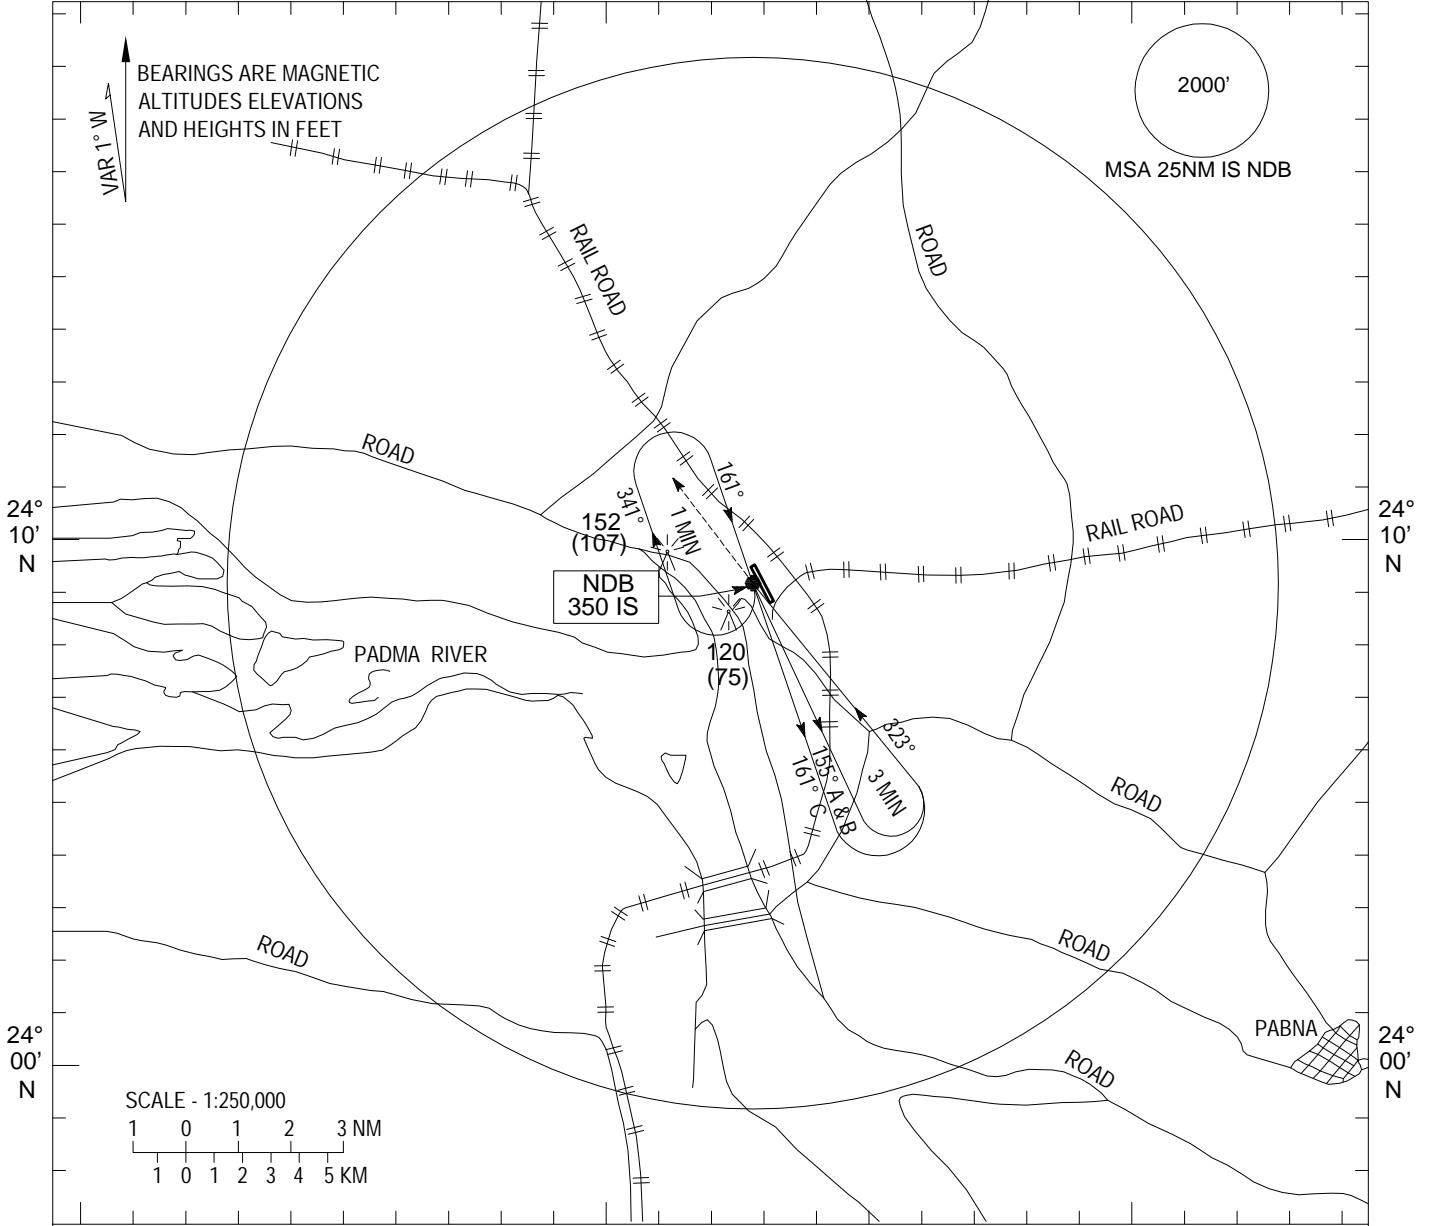 BEARINGS ARE MAGNETIC
ALTITUDES ELEVATIONS
AND HEIGHTS IN FEET
VAR 1° W
2000'
MSA 25NM IS NDB
RAIL ROAD
ROAD
ROAD
161°
341°
1 MIN
152
(107)
24°
10'
N
RAIL ROAD
24°
10'
N
NDB
350 IS
120
(75)
PADMA RIVER
323°
155° A & B
161° C
3 MIN
ROAD
ROAD
ROAD
PABNA
24°
00'
N
24°
00'
N
ROAD
SCALE - 1:250,000
1 0 1 2 3 NM
1 0 1 2 3 4 5 KM